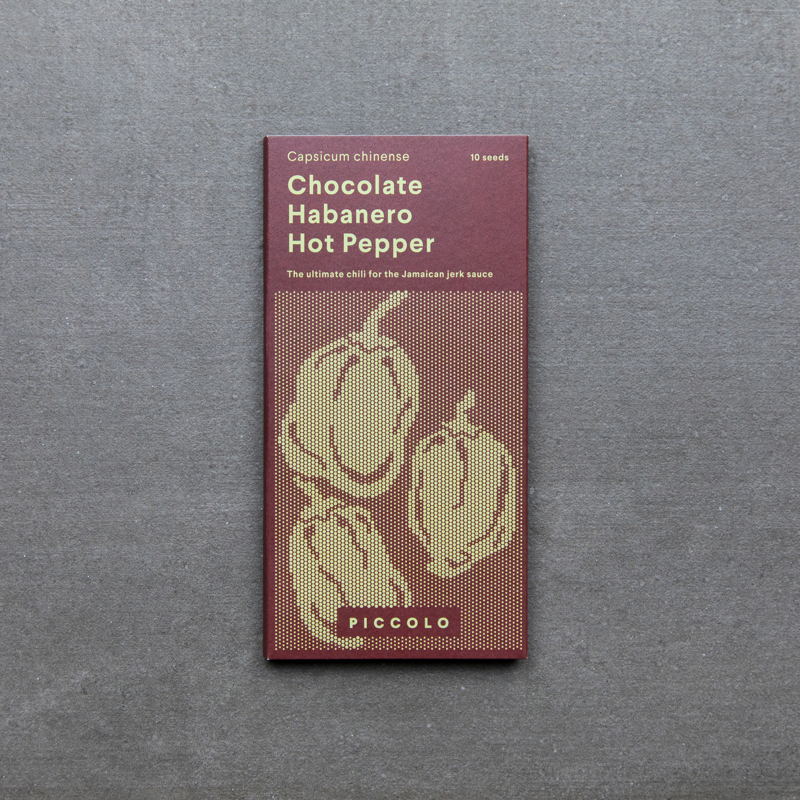 Capsicum chinense 10 seeds
Chocolate
Habanero
Hot Pepper
The ultimate chili for the Jamaican jerk sauce
PICCOLO